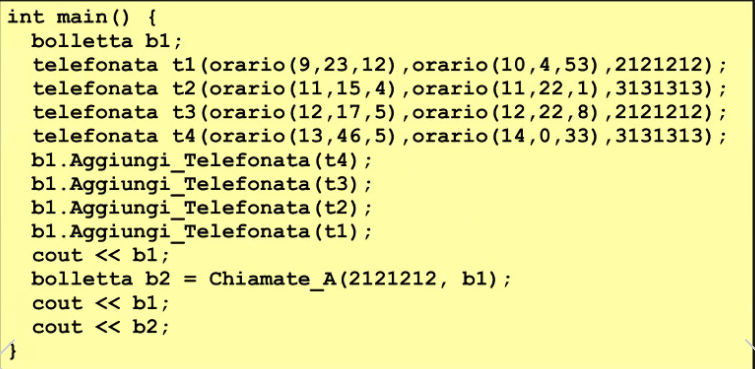 int main() {
bolletta b1;
telefonata t1(orario(9,23,12),orario(10,4,53),2121212);
telefonata t2(orario(11,15,4),orario(11,22,1),3131313);
telefonata t3(orario(12,17,5),orario(12,22,8),2121212);
telefonata t4(orario(13,46,5),orario(14,0,33),3131313);
b1.Aggiungi_Telefonata(t4);
b1.Aggiungi_Telefonata(t3);
b1.Aggiungi_Telefonata(t2);
b1.Aggiungi_Telefonata(t1);
cout << b1;
bolletta b2 = Chiamate_A(2121212, b1);
cout << b1;
cout << b2;
}